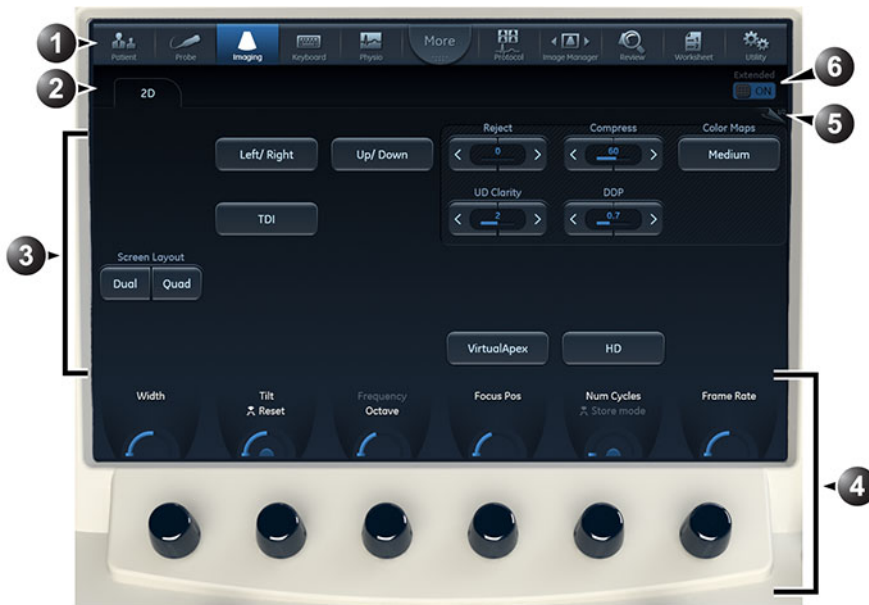 1
Patient Probe Imaging Keyboard Physio More Protocol Image Manager Review Worksheet Utility
2
2D
Extended
ON
6
5
Reject Compress Color Maps
Left/ Right Up/ Down 0 60 Medium
UD Clarity DDP
TDI 2 0.7
3
Screen Layout
Dual Quad
VirtualApex HD
Width Tilt Frequency Focus Pos Num Cycles Frame Rate
Reset Octave Store mode
4